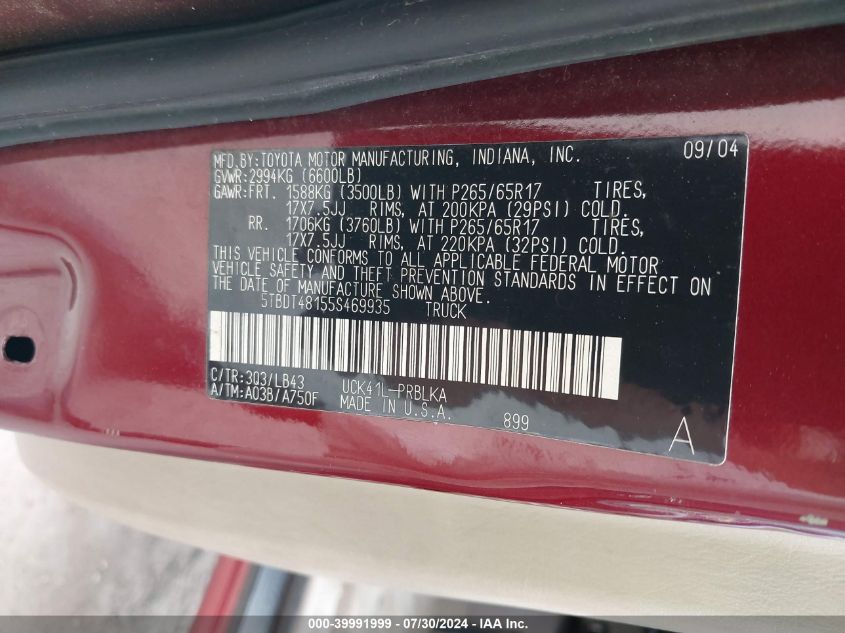 MFD.BY:TOYOTA MOTOR MANUFACTURING, INDIANA, INC. 09/04
GVWR:2994KG (6600LB)
GAWR:FRT. 1588KG (3500LB) WITH P265/65R17 TIRES,
17X7.5JJ RIMS, AT 200KPA (29PSI) COLD.
RR. 1706KG (3760LB) WITH P265/65R17 TIRES,
17X7.5JJ RIMS, AT 220KPA (32PSI) COLD.
THIS VEHICLE CONFORMS TO ALL APPLICABLE FEDERAL MOTOR
VEHICLE SAFETY AND THEFT PREVENTION STANDARDS IN EFFECT ON
THE DATE OF MANUFACTURE SHOWN ABOVE.
5TBDT48155S469935 TRUCK
C/TR:3Q3/LB43 UCK41L-PRBLKA
A/TM:A03B/A750F MADE IN U.S.A. 899 A
000-39991999 | 07/30/2024 | © IAA Inc.